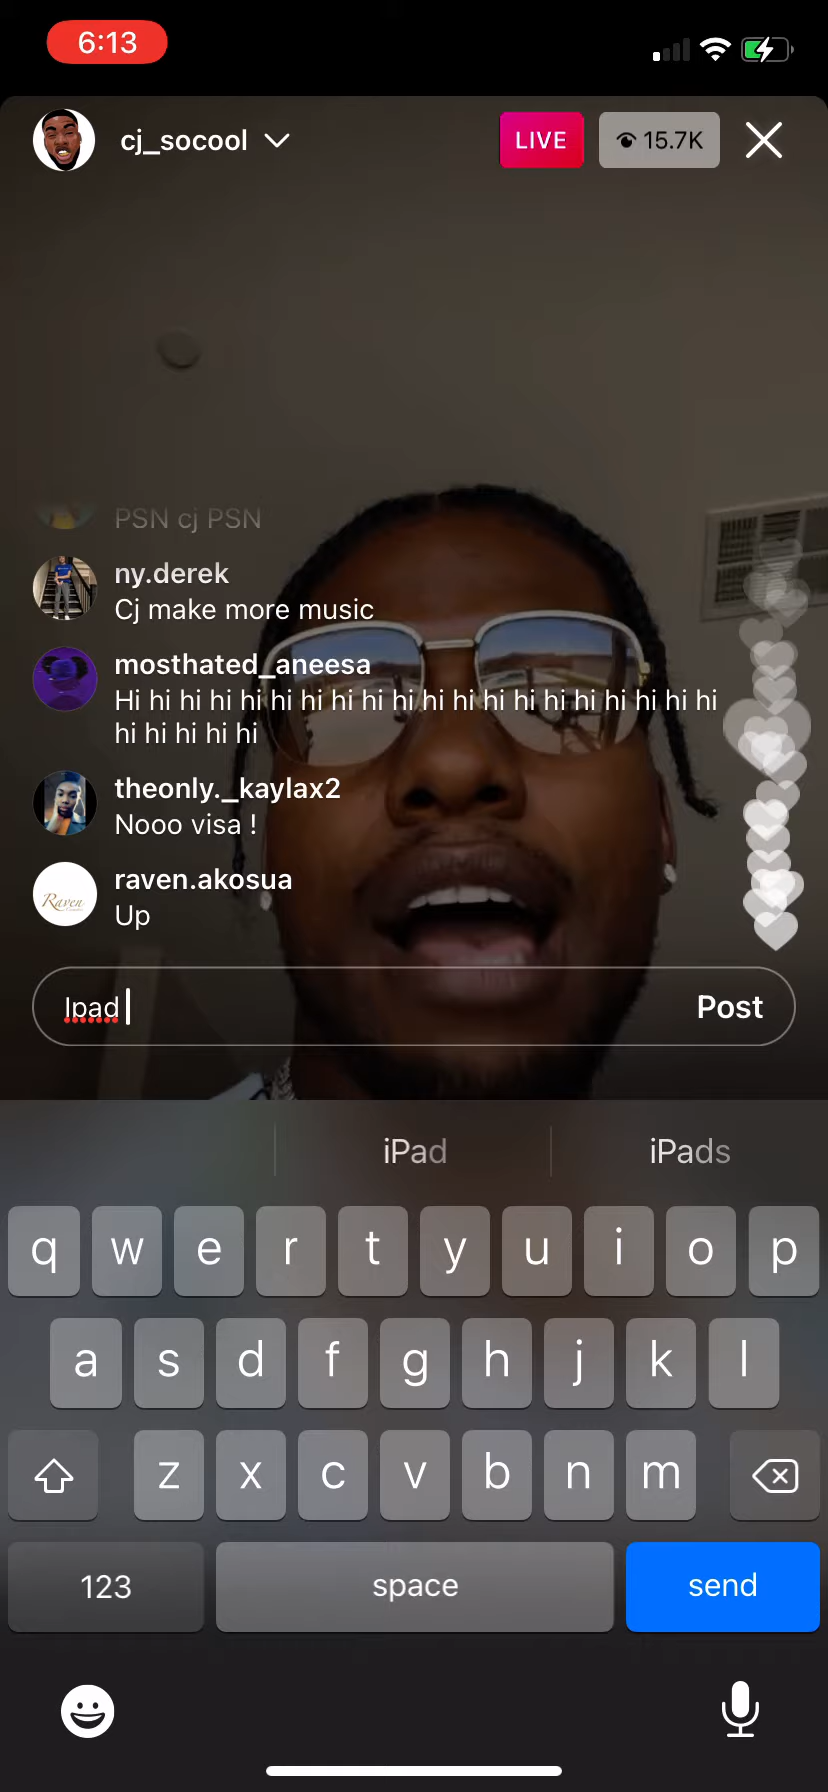 6:13
cj_socool
LIVE
15.7K
PSN cj PSN
ny.derek
Cj make more music
mosthated_aneesa
Hi hi hi hi hi hi hi hi hi hi hi hi hi hi hi hi hi hi hi hi
hi hi hi hi hi
theonly._kaylax2
Nooo visa !
raven.akosua
Raven
Up
Ipad
Post
iPad
iPads
q w e r t y u i o p
a s d f g h j k l
z x c v b n m
123
space
send